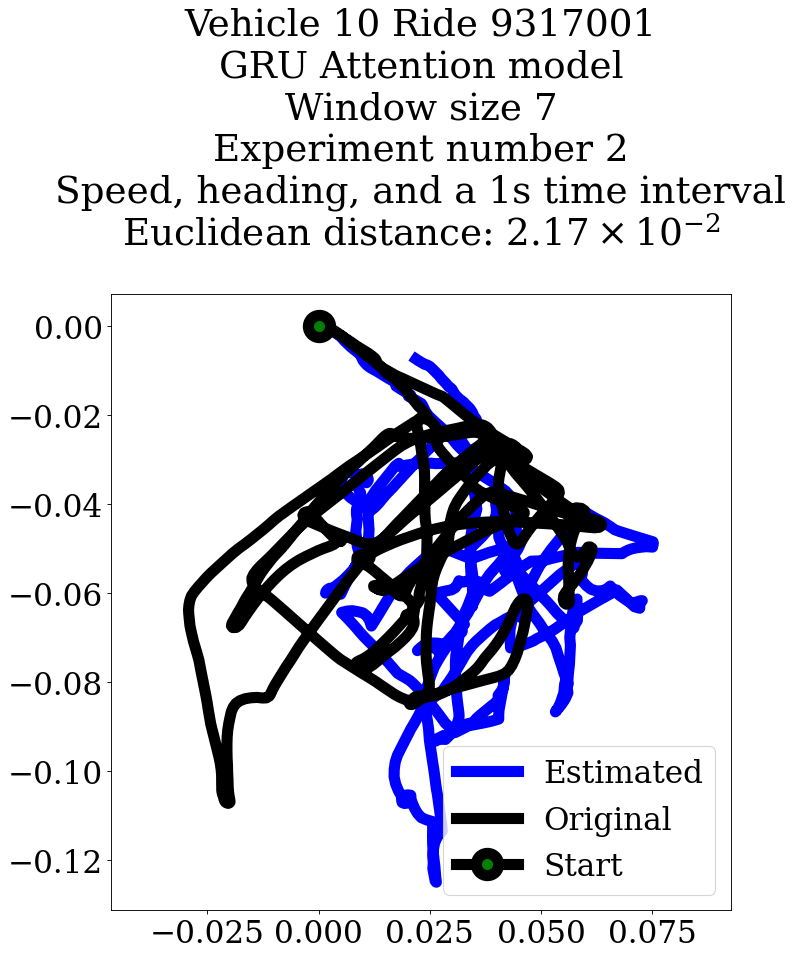 Vehicle 10 Ride 9317001
GRU Attention model
Window size 7
Experiment number 2
Speed, heading, and a 1s time interval
Euclidean distance: 2.17 × 10⁻²
0.00
−0.02
−0.04
−0.06
−0.08
−0.10
−0.12
Estimated
Original
Start
−0.025 0.000 0.025 0.050 0.075